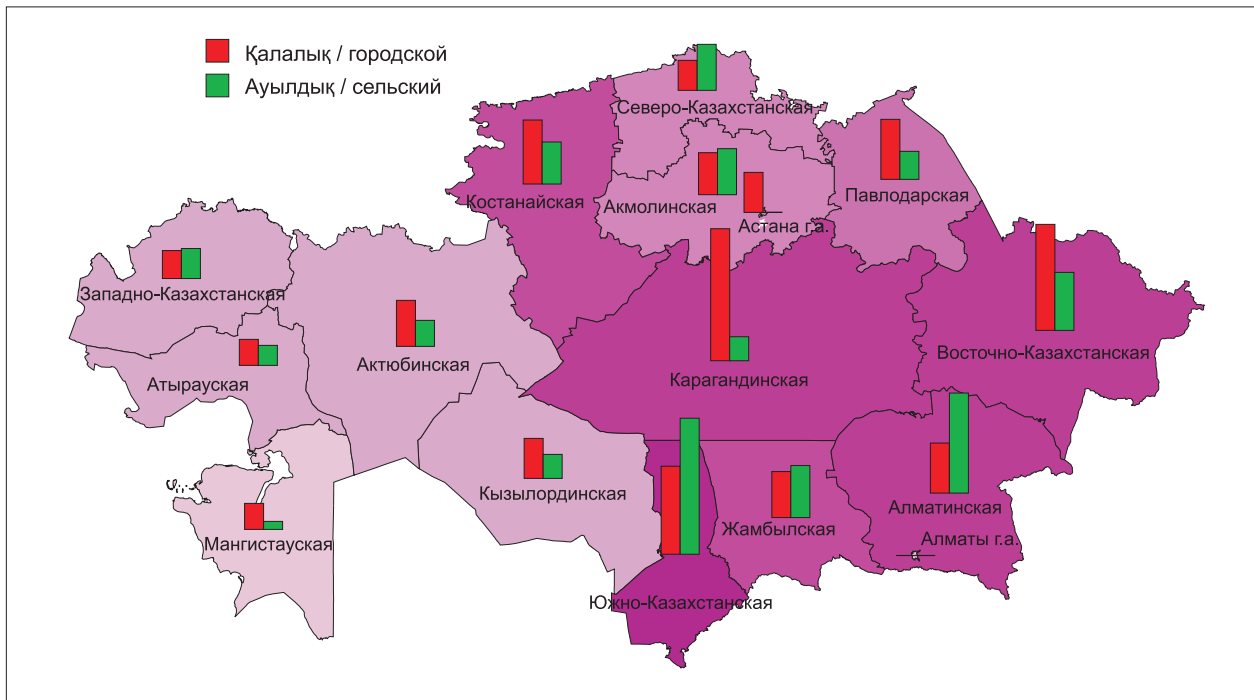 Қалалық / городской
Ауылдық / сельский
Северо-Казахстанская
Костанайская
Акмолинская
Павлодарская
Астана г.а.
Западно-Казахстанская
Восточно-Казахстанская
Актюбинская
Карагандинская
Атырауская
Кызылординская
Алматинская
Жамбылская
Алматы г.а.
Мангистауская
Южно-Казахстанская